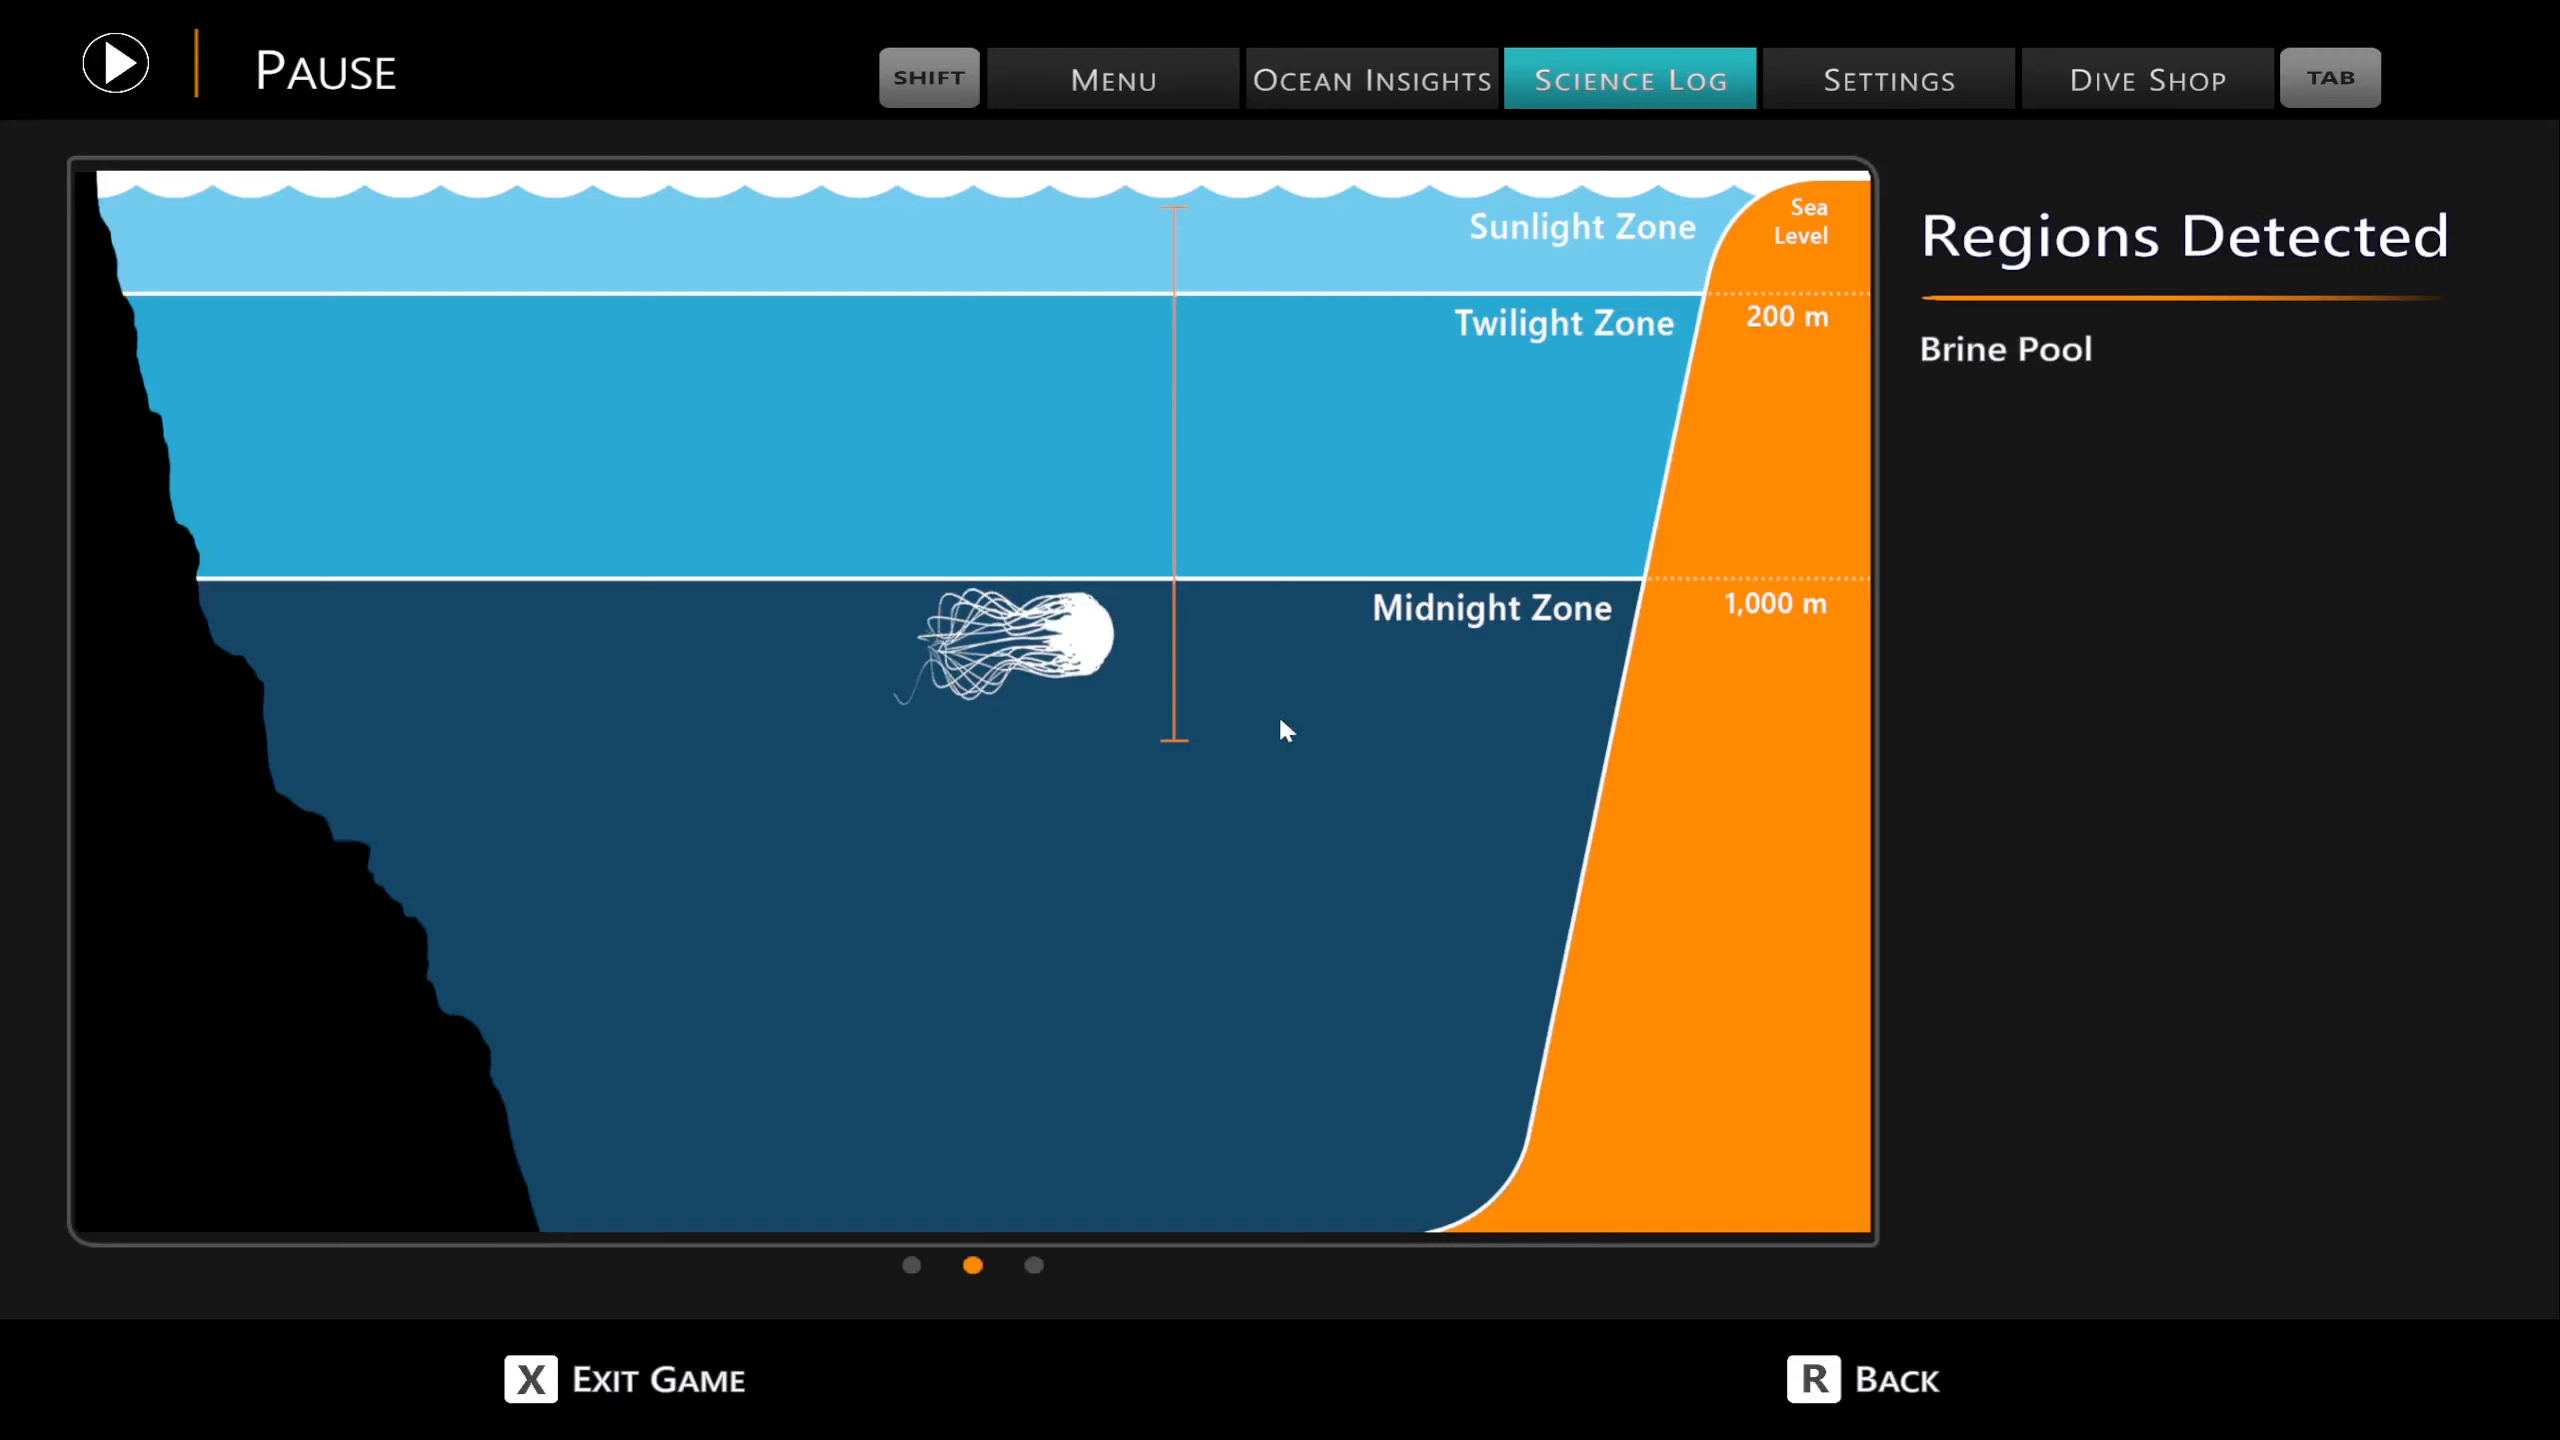 PAUSE
SHIFT
MENU
OCEAN INSIGHTS
SCIENCE LOG
SETTINGS
DIVE SHOP
TAB
Sunlight Zone
Sea
Level
Twilight Zone
200 m
Midnight Zone
1,000 m
Regions Detected
Brine Pool
X EXIT GAME
R BACK